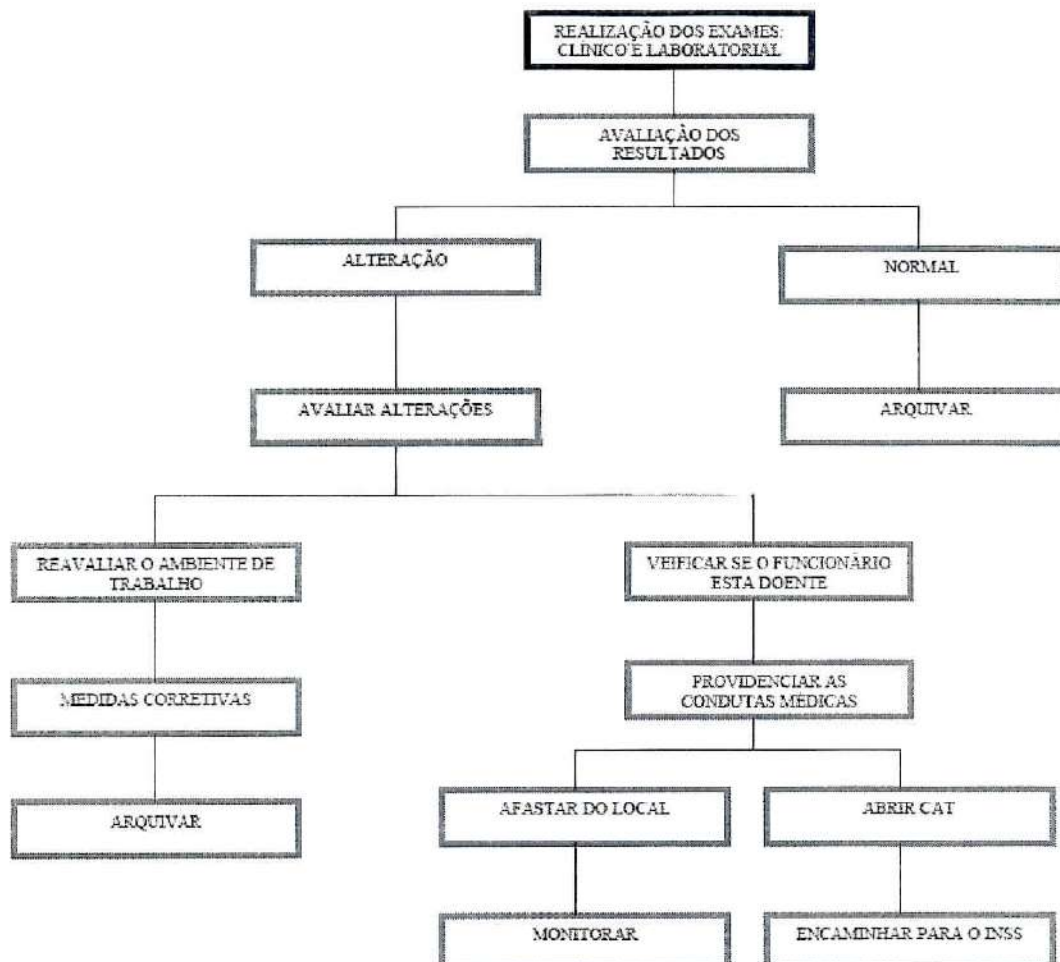 REALIZAÇÃO DOS EXAMES:
CLÍNICO E LABORATORIAL
AVALIAÇÃO DOS
RESULTADOS
ALTERAÇÃO
NORMAL
AVALIAR ALTERAÇÕES
ARQUIVAR
REAVALIAR O AMBIENTE DE
TRABALHO
VEIFICAR SE O FUNCIONÁRIO
ESTA DOENTE
MEDIDAS CORRETIVAS
PROVIDENCIAR AS
CONDUTAS MÉDICAS
ARQUIVAR
AFASTAR DO LOCAL
ABRIR CAT
MONITORAR
ENCAMINHAR PARA O INSS